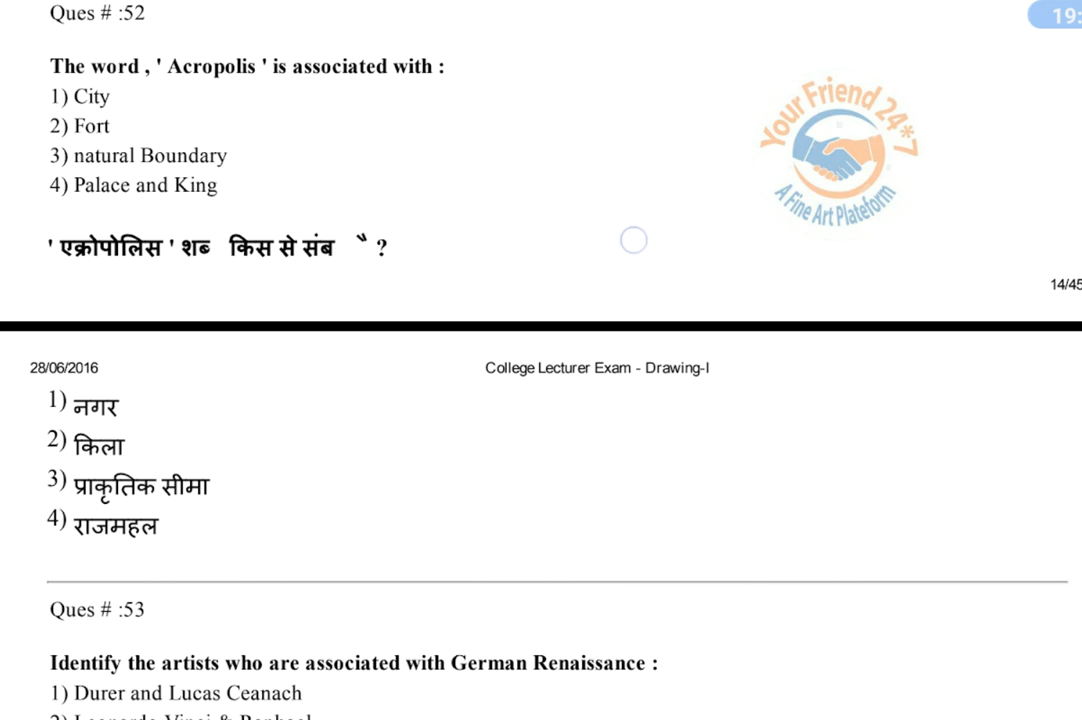 Ques # :52
19:
The word , ' Acropolis ' is associated with :
1) City
2) Fort
3) natural Boundary
4) Palace and King
Your Friend 24*7
A Fine Art Plateform
' एक्रोपोलिस ' किस से ?
14/45
28/06/2016
College Lecturer Exam - Drawing-I
1) नगर
2) किला
3) प्राकृतिक सीमा
4) राजमहल
Ques # :53
Identify the artists who are associated with German Renaissance :
1) Durer and Lucas Ceanach